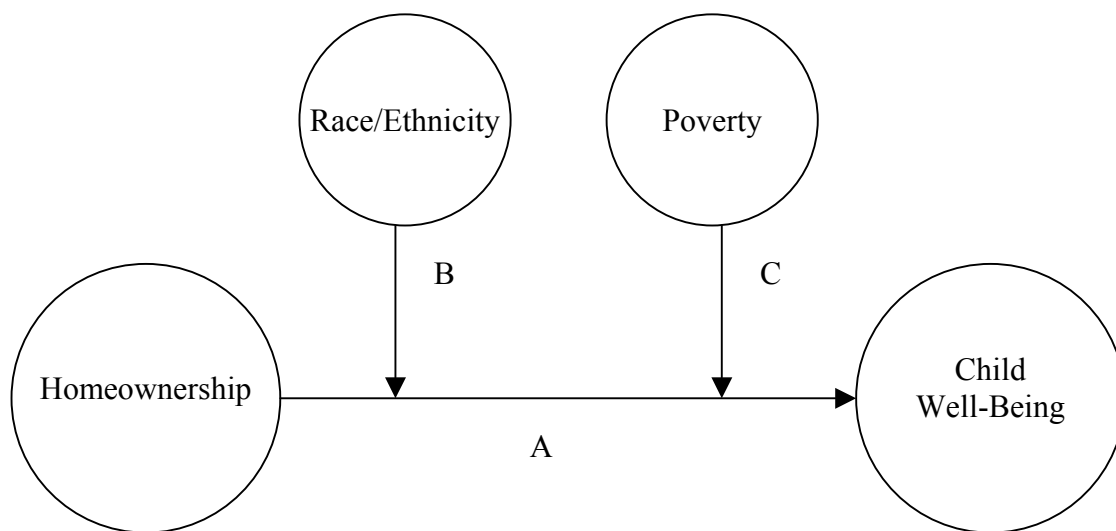 Race/Ethnicity
Poverty
B
C
Homeownership
Child
Well-Being
A